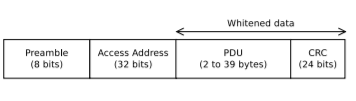 Whitened data
Preamble
(8 bits)
Access Address
(32 bits)
PDU
(2 to 39 bytes)
CRC
(24 bits)